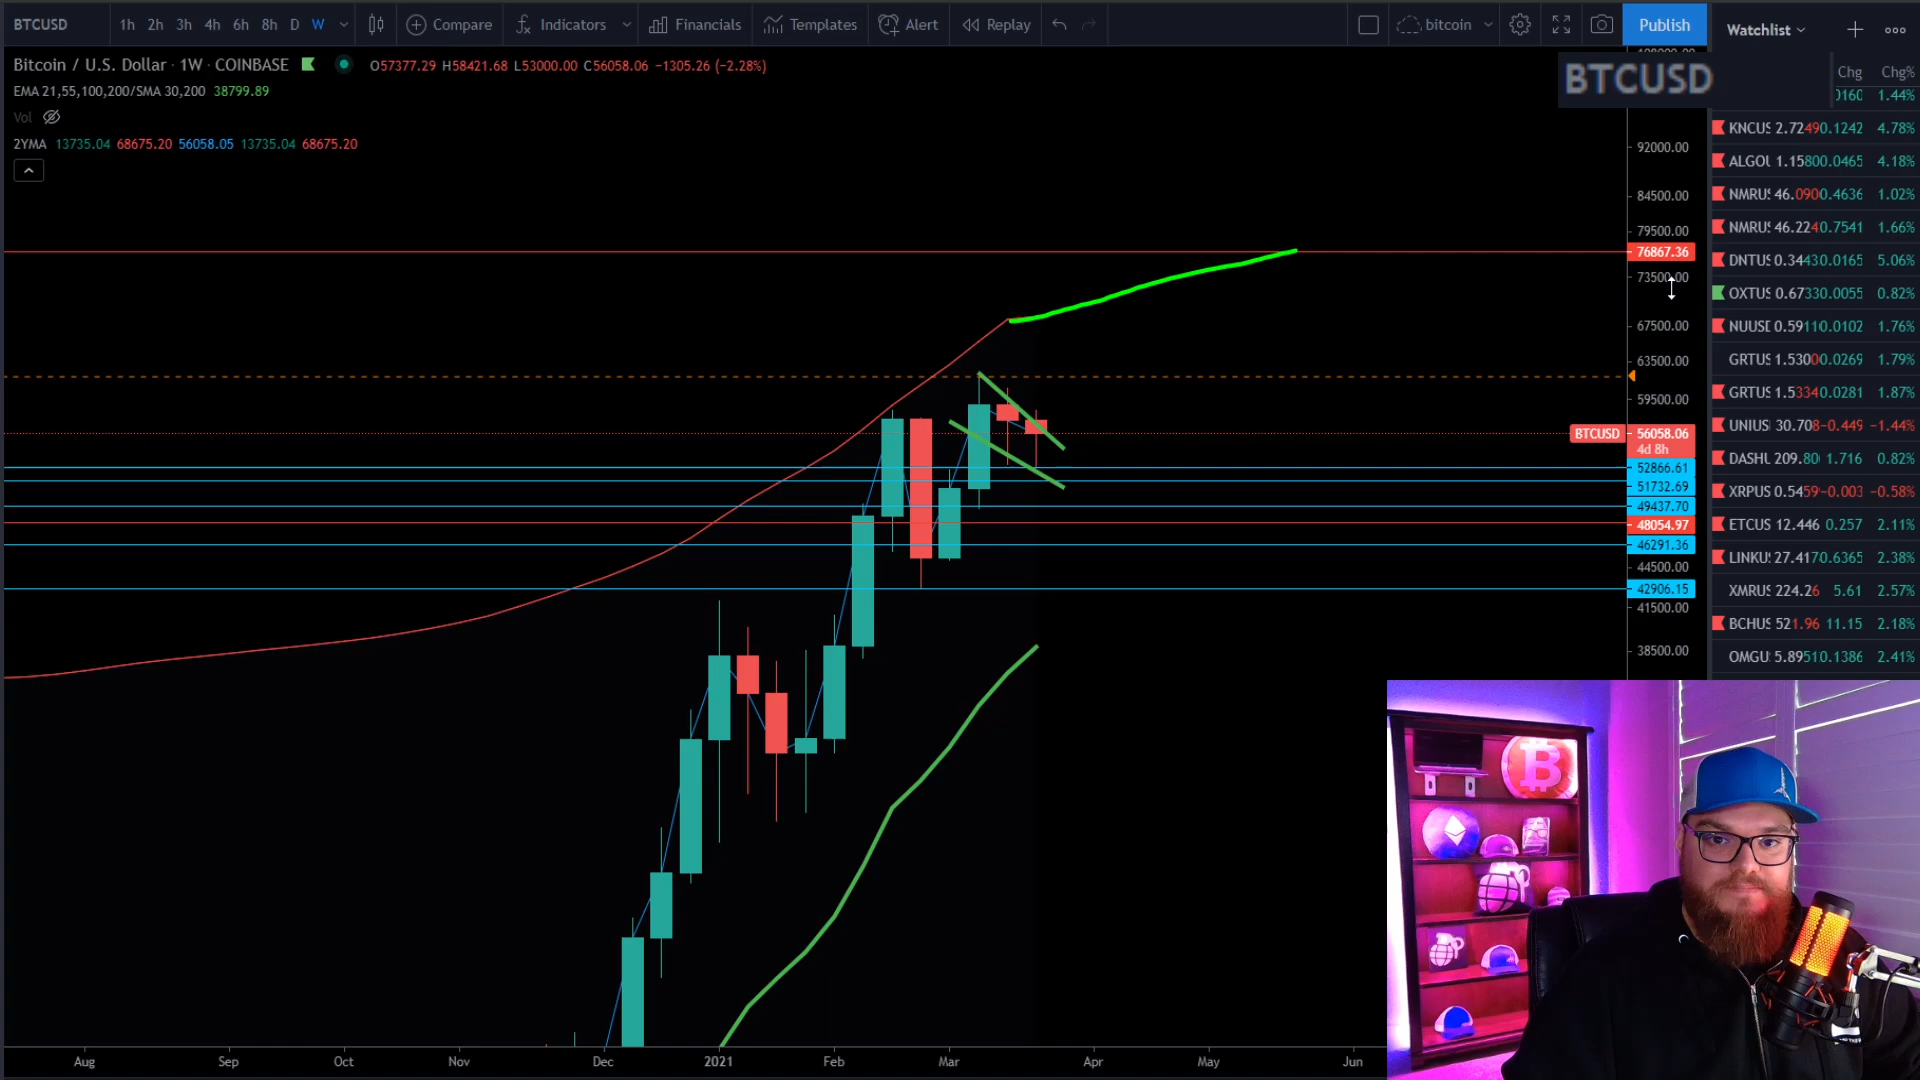 BTCUSD 1h 2h 3h 4h 6h 8h D W Compare Indicators Financials Templates Alert Replay bitcoin Publish
Watchlist
Bitcoin / U.S. Dollar · 1W · COINBASE O57377.29 H58421.68 L53000.00 C56058.06 −1305.26 (−2.28%)
EMA 21,55,100,200/SMA 30,200 38799.89
Vol
2YMA 13735.04 68675.20 56058.05 13735.04 68675.20
BTCUSD
92000.00
84500.00
79500.00
76867.36
73500.00
67500.00
63500.00
59500.00
BTCUSD 56058.06
4d 8h
52866.61
51732.69
49437.70
48054.97
46291.36
44500.00
42906.15
41500.00
38500.00
Chg Chg%
1.44%
KNCUS 2.72490.1242 4.78%
ALGOU 1.15800.0465 4.18%
NMRUS 46.0900.4636 1.02%
NMRUS 46.2240.7541 1.66%
DNTUS 0.34430.0165 5.06%
OXTUS 0.67330.0055 0.82%
NUUSD 0.59110.0102 1.76%
GRTUS 1.53000.0269 1.79%
GRTUS 1.53340.0281 1.87%
UNIUS 30.708−0.449 −1.44%
DASHU 209.80 1.716 0.82%
XRPUS 0.5459−0.003 −0.58%
ETCUS 12.446 0.257 2.11%
LINKUS 27.4170.6365 2.38%
XMRUS 224.26 5.61 2.57%
BCHUS 521.96 11.15 2.18%
OMGU 5.89510.1386 2.41%
Aug Sep Oct Nov Dec 2021 Feb Mar Apr May Jun